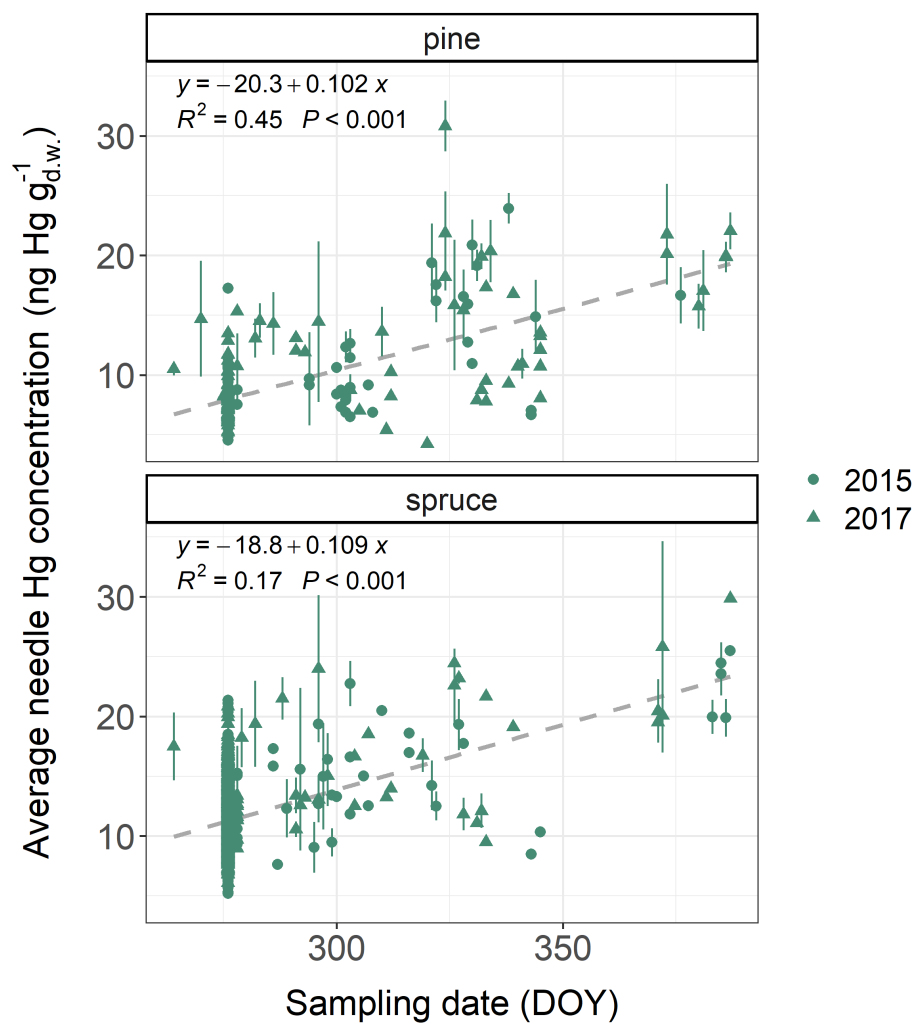 pine
y = −20.3 + 0.102 x
R² = 0.45 P < 0.001
30
20
10
spruce
y = −18.8 + 0.109 x
R² = 0.17 P < 0.001
30
20
10
300 350
Sampling date (DOY)
Average needle Hg concentration (ng Hg g⁻¹d.w.)
2015
2017